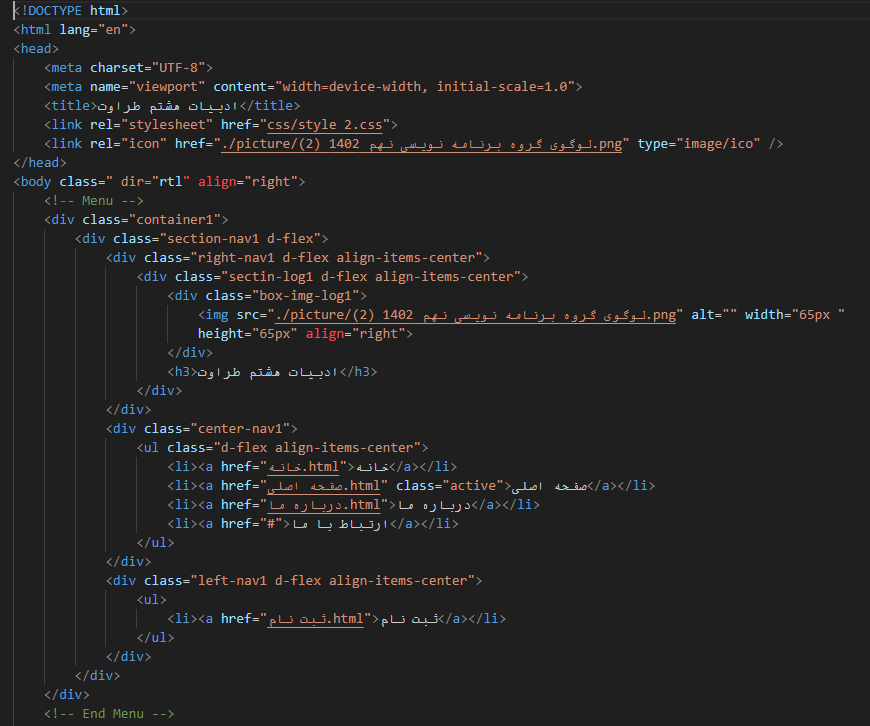 <!DOCTYPE html>
<html lang="en">
<head>
<meta charset="UTF-8">
<meta name="viewport" content="width=device-width, initial-scale=1.0">
<title>ادبیات هشتم طراوت</title>
<link rel="stylesheet" href="css/style 2.css">
<link rel="icon" href="./picture/(2) 1402 لوگوی گروه برنامه نویسی نهم.png" type="image/ico" />
</head>
<body class=" dir="rtl" align="right">
<!-- Menu -->
<div class="container1">
<div class="section-nav1 d-flex">
<div class="right-nav1 d-flex align-items-center">
<div class="sectin-log1 d-flex align-items-center">
<div class="box-img-log1">
<img src="./picture/(2) 1402 لوگوی گروه برنامه نویسی نهم.png" alt="" width="65px "
height="65px" align="right">
</div>
<h3>ادبیات هشتم طراوت</h3>
</div>
</div>
<div class="center-nav1">
<ul class="d-flex align-items-center">
<li><a href="خانه.html">خانه</a></li>
<li><a href="صفحه اصلی.html" class="active">صفحه اصلی</a></li>
<li><a href="درباره ما.html">درباره ما</a></li>
<li><a href="#">ارتباط با ما</a></li>
</ul>
</div>
<div class="left-nav1 d-flex align-items-center">
<ul>
<li><a href="ثبت نام.html">ثبت نام</a></li>
</ul>
</div>
</div>
</div>
<!-- End Menu -->